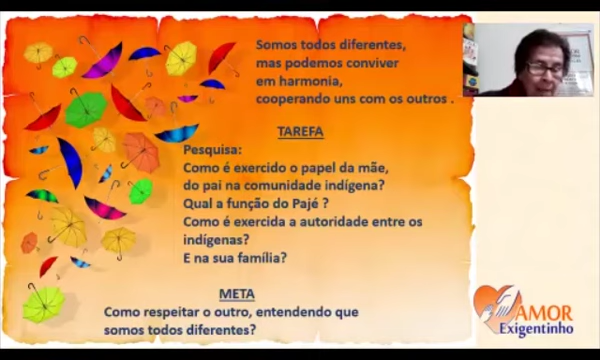 Somos todos diferentes,
mas podemos conviver
em harmonia,
cooperando uns com os outros .
TAREFA
Pesquisa:
Como é exercido o papel da mãe,
do pai na comunidade indígena?
Qual a função do Pajé ?
Como é exercida a autoridade entre os
indígenas?
E na sua família?
META
Como respeitar o outro, entendendo que
somos todos diferentes?
AMOR
Exigentinho